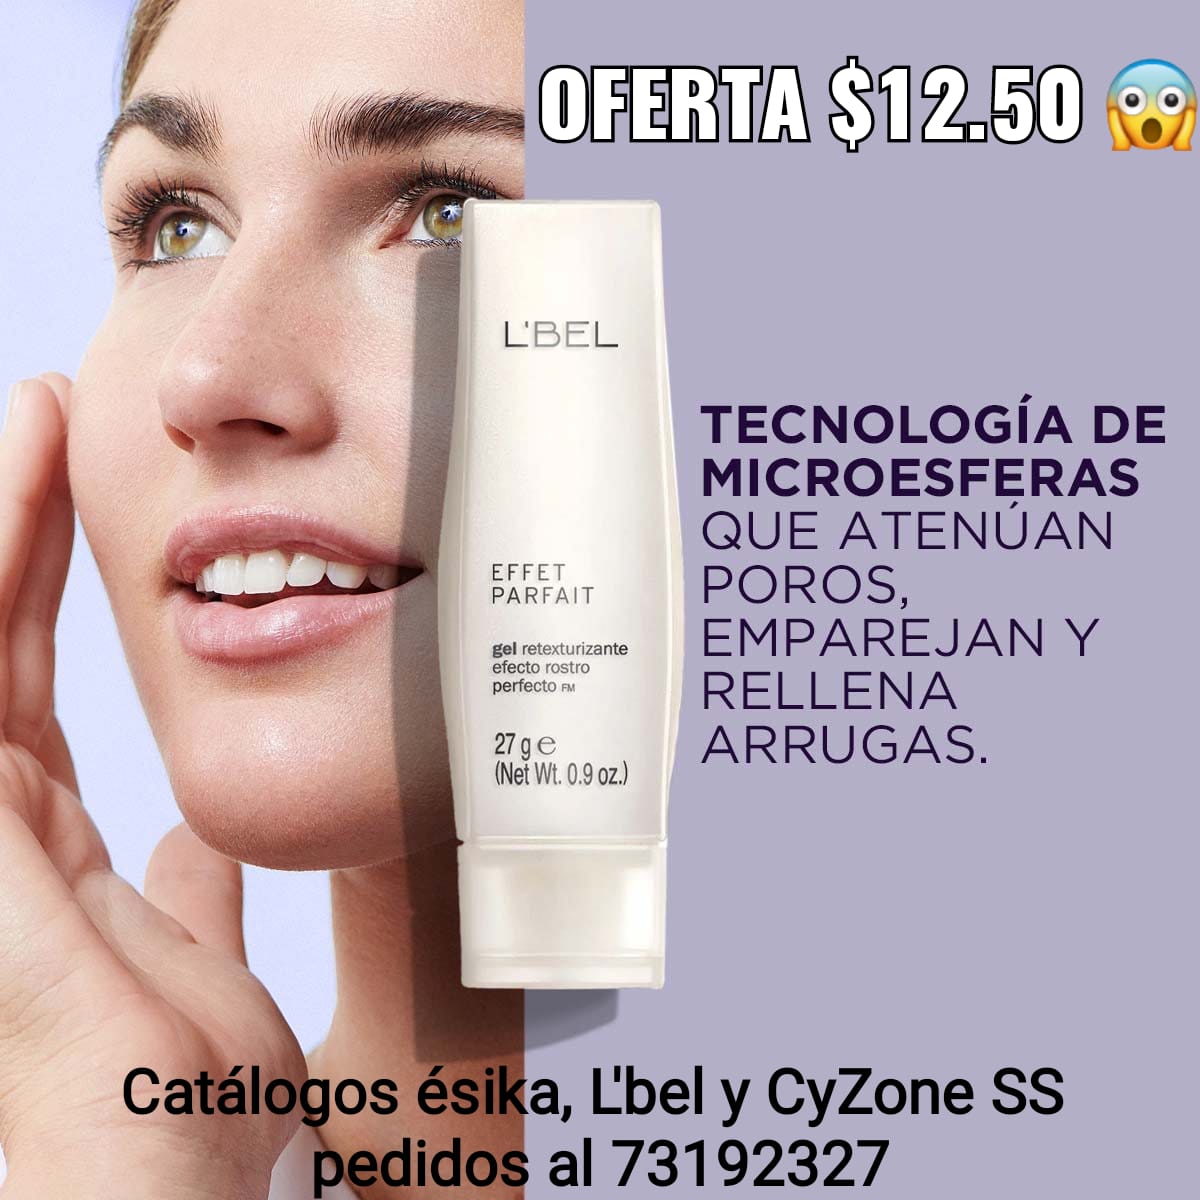 OFERTA $12.50 😱
L'BEL
TECNOLOGÍA DE
MICROESFERAS
QUE ATENÚAN
POROS,
EMPAREJAN Y
RELLENA
ARRUGAS.
EFFET
PARFAIT
gel retexturizante
efecto rostro
perfecto FM
27 g e
(Net Wt. 0.9 oz.)
Catálogos ésika, L'bel y CyZone SS
pedidos al 73192327